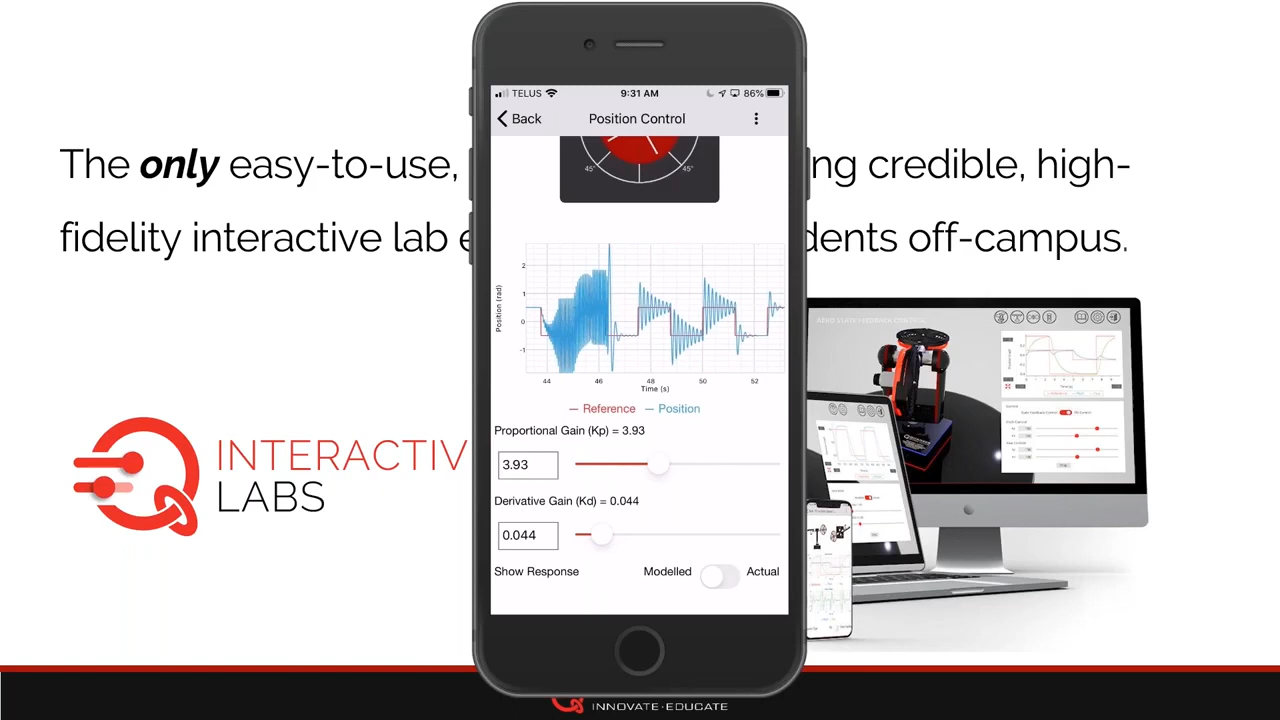 TELUS 9:31 AM 86%
Back Position Control
The only easy-to-use, ng credible, high-
45° 45°
fidelity interactive lab e dents off-campus.
Position (rad)
2
1
0
-1
44 46 48 50 52
Time (s)
Reference Position
Proportional Gain (Kp) = 3.93
3.93
Derivative Gain (Kd) = 0.044
0.044
Show Response Modelled Actual
INTERACTIV
LABS
INNOVATE·EDUCATE